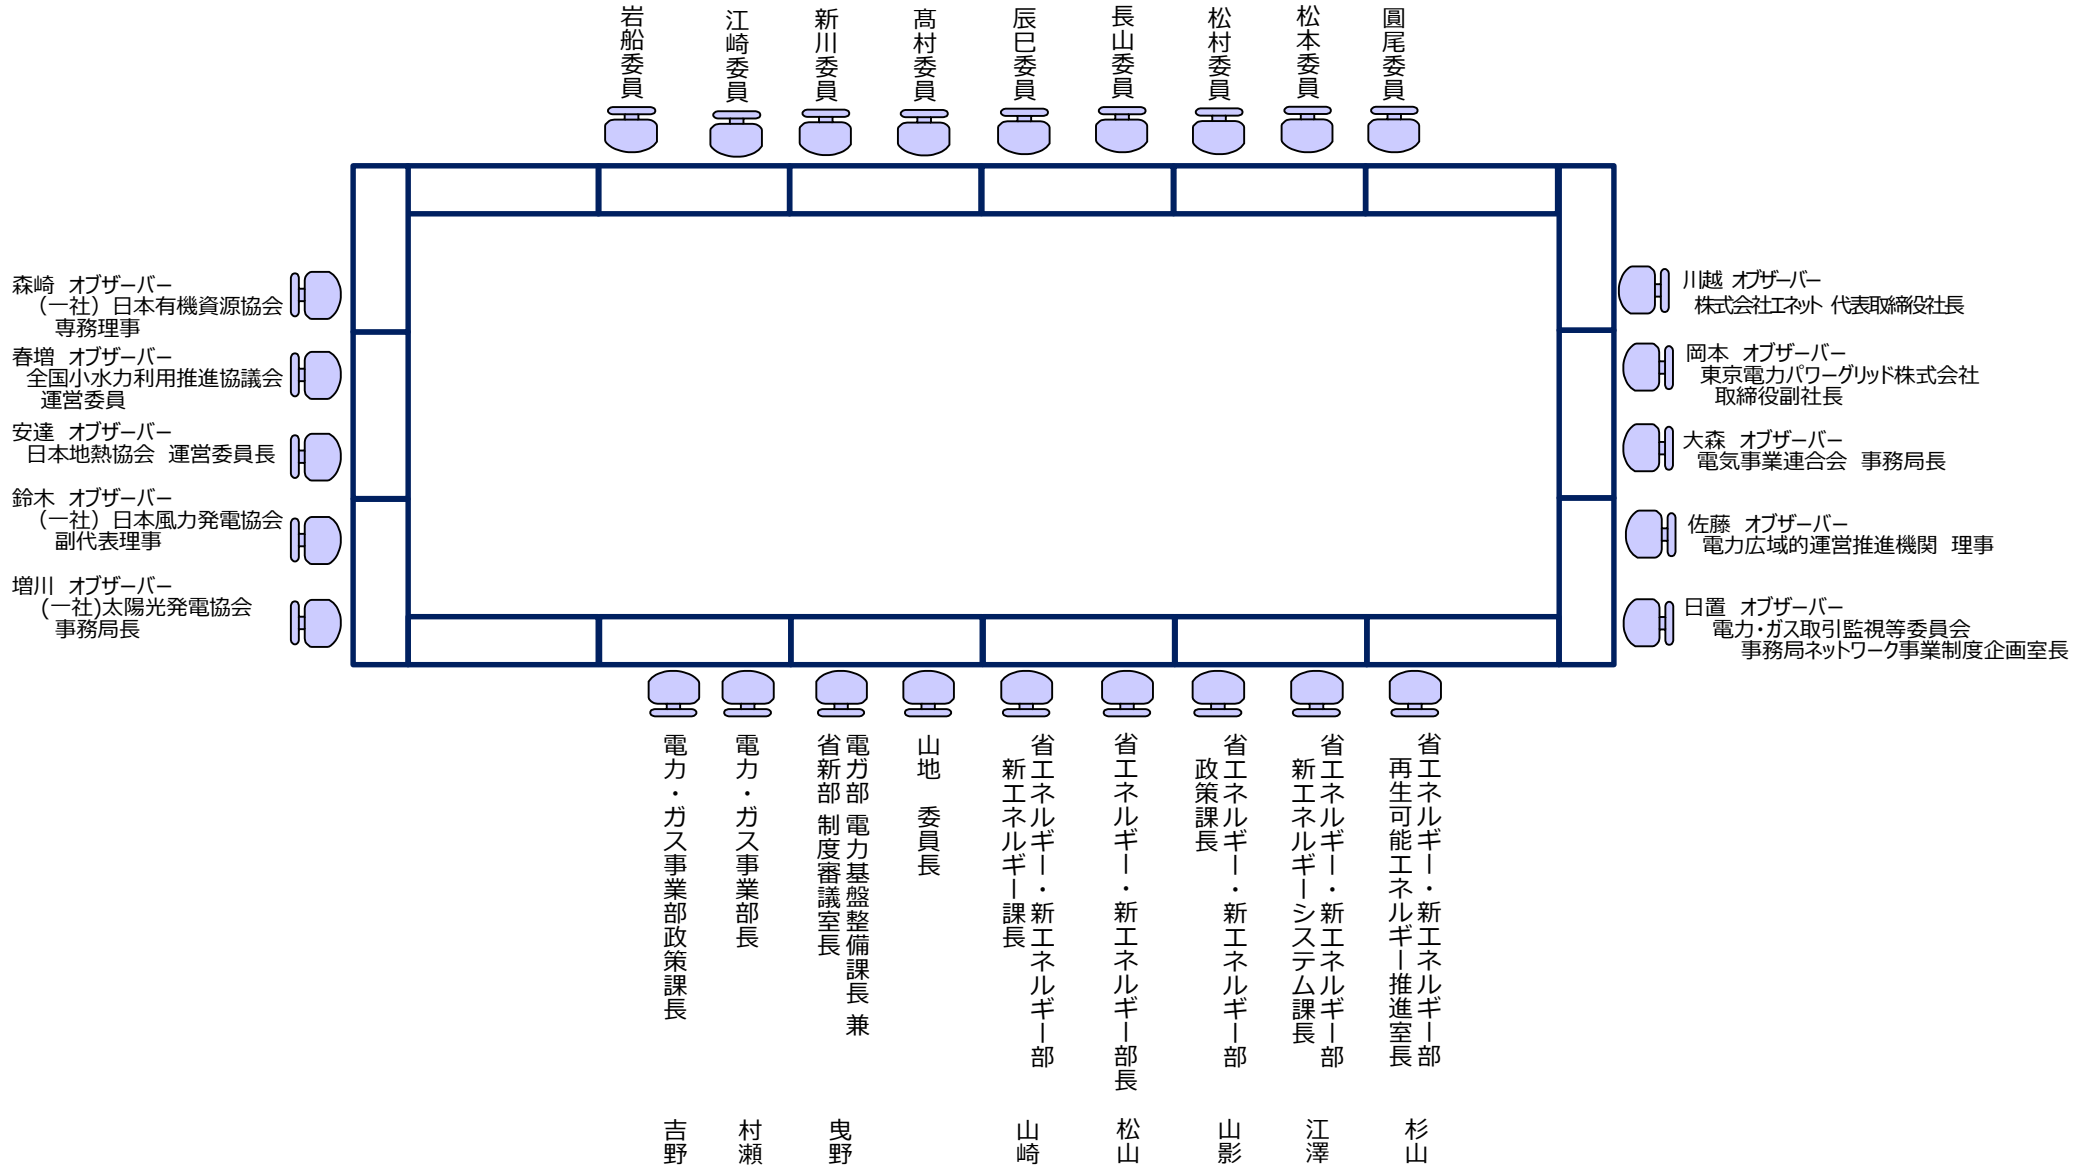 岩船委員
江崎委員
新川委員
髙村委員
辰巳委員
長山委員
松村委員
松本委員
圓尾委員
森崎 オブザーバー
（一社）日本有機資源協会
専務理事
春増 オブザーバー
全国小水力利用推進協議会
運営委員
安達 オブザーバー
日本地熱協会 運営委員長
鈴木 オブザーバー
（一社）日本風力発電協会
副代表理事
増川 オブザーバー
(一社)太陽光発電協会
事務局長
川越 オブザーバー
株式会社エネット 代表取締役社長
岡本 オブザーバー
東京電力パワーグリッド株式会社
取締役副社長
大森 オブザーバー
電気事業連合会 事務局長
佐藤 オブザーバー
電力広域的運営推進機関 理事
日置 オブザーバー
電力・ガス取引監視等委員会
事務局ネットワーク事業制度企画室長
電力・ガス事業部政策課長 吉野
電力・ガス事業部長 村瀬
電ガ部 電力基盤整備課長 兼
省新部 制度審議室長 曳野
山地 委員長
省エネルギー・新エネルギー部
新エネルギー課長 山崎
省エネルギー・新エネルギー部長 松山
省エネルギー・新エネルギー部
政策課長 山影
省エネルギー・新エネルギー部
新エネルギーシステム課長 江澤
省エネルギー・新エネルギー部
再生可能エネルギー推進室長 杉山